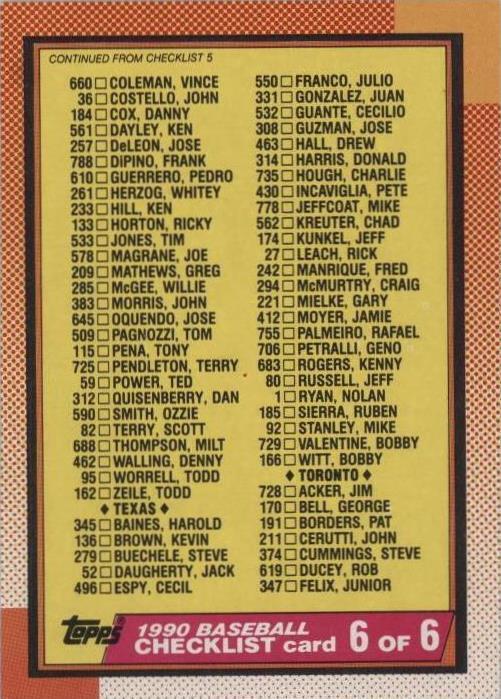 CONTINUED FROM CHECKLIST 5
660 COLEMAN, VINCE
36 COSTELLO, JOHN
184 COX, DANNY
561 DAYLEY, KEN
257 DeLEON, JOSE
788 DiPINO, FRANK
610 GUERRERO, PEDRO
261 HERZOG, WHITEY
233 HILL, KEN
133 HORTON, RICKY
533 JONES, TIM
578 MAGRANE, JOE
209 MATHEWS, GREG
285 McGEE, WILLIE
383 MORRIS, JOHN
645 OQUENDO, JOSE
509 PAGNOZZI, TOM
115 PENA, TONY
725 PENDLETON, TERRY
59 POWER, TED
312 QUISENBERRY, DAN
590 SMITH, OZZIE
82 TERRY, SCOTT
688 THOMPSON, MILT
462 WALLING, DENNY
95 WORRELL, TODD
162 ZEILE, TODD
♦ TEXAS ♦
345 BAINES, HAROLD
136 BROWN, KEVIN
279 BUECHELE, STEVE
52 DAUGHERTY, JACK
496 ESPY, CECIL
550 FRANCO, JULIO
331 GONZALEZ, JUAN
532 GUANTE, CECILIO
308 GUZMAN, JOSE
463 HALL, DREW
314 HARRIS, DONALD
735 HOUGH, CHARLIE
430 INCAVIGLIA, PETE
778 JEFFCOAT, MIKE
562 KREUTER, CHAD
174 KUNKEL, JEFF
27 LEACH, RICK
242 MANRIQUE, FRED
294 McMURTRY, CRAIG
221 MIELKE, GARY
412 MOYER, JAMIE
755 PALMEIRO, RAFAEL
706 PETRALLI, GENO
683 ROGERS, KENNY
80 RUSSELL, JEFF
1 RYAN, NOLAN
185 SIERRA, RUBEN
92 STANLEY, MIKE
729 VALENTINE, BOBBY
166 WITT, BOBBY
♦ TORONTO ♦
728 ACKER, JIM
170 BELL, GEORGE
191 BORDERS, PAT
211 CERUTTI, JOHN
374 CUMMINGS, STEVE
619 DUCEY, ROB
347 FELIX, JUNIOR
topps
1990 BASEBALL
CHECKLIST card 6 OF 6